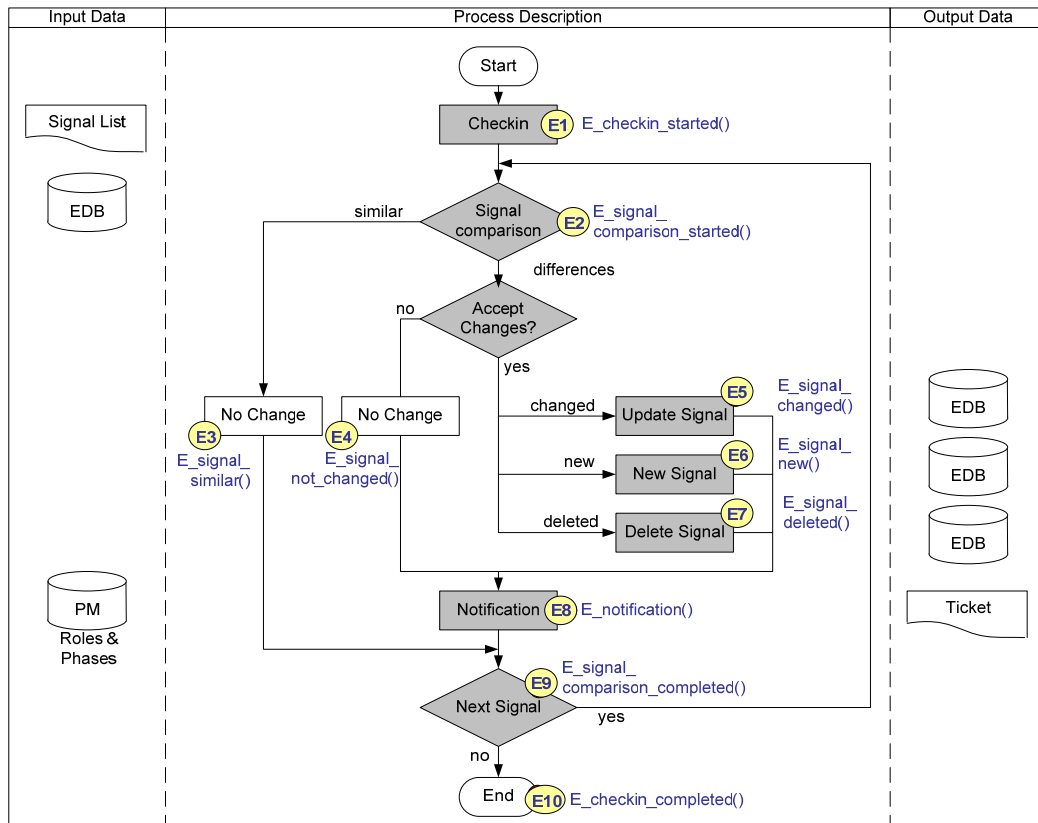 Input Data
Process Description
Output Data
Start
Signal List
Checkin
E1
E_checkin_started()
EDB
similar
Signal
comparison
E2
E_signal_
comparison_started()
differences
no
Accept
Changes?
yes
No Change
E3
E_signal_
similar()
No Change
E4
E_signal_
not_changed()
changed
Update Signal
E5
E_signal_
changed()
EDB
new
New Signal
E6
E_signal_
new()
EDB
deleted
Delete Signal
E7
E_signal_
deleted()
EDB
PM
Roles &
Phases
Notification
E8
E_notification()
Ticket
Next Signal
E9
E_signal_
comparison_completed()
yes
no
End
E10
E_checkin_completed()